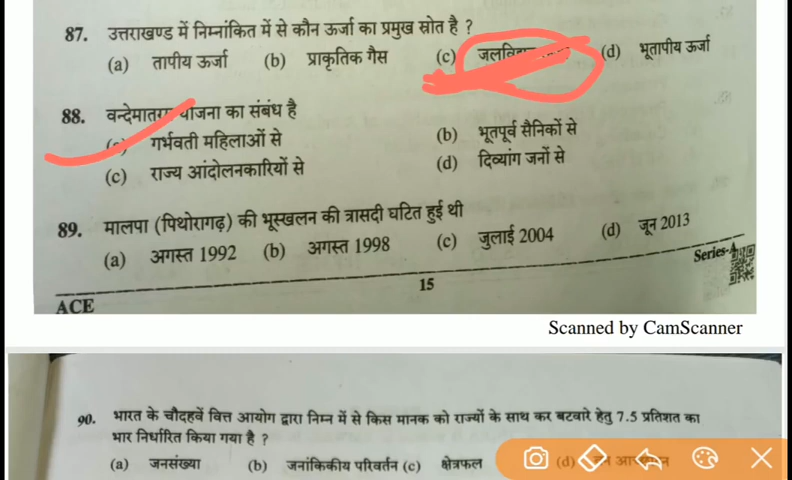 87. उत्तराखण्ड में निम्नांकित में से कौन ऊर्जा का प्रमुख स्रोत है ?
(a) तापीय ऊर्जा (b) प्राकृतिक गैस (c) (d) भूतापीय ऊर्जा
88. वन्देमातरम् योजना का संबंध है
(a) गर्भवती महिलाओं से (b) भूतपूर्व सैनिकों से
(c) राज्य आंदोलनकारियों से (d) दिव्यांग जनों से
89. मालपा (पिथोरागढ़) की भूस्खलन की त्रासदी घटित हुई थी
(a) अगस्त 1992 (b) अगस्त 1998 (c) जुलाई 2004 (d) जून 2013
Series-A
15
ACE
Scanned by CamScanner
90. भारत के चौदहवें वित्त आयोग द्वारा निम्न में से किस मानक को राज्यों के साथ कर बटवारे हेतु 7.5 प्रतिशत का
भार निर्धारित किया गया है ?
(a) जनसंख्या (b) जनांकिकीय परिवर्तन (c) क्षेत्रफल (d)